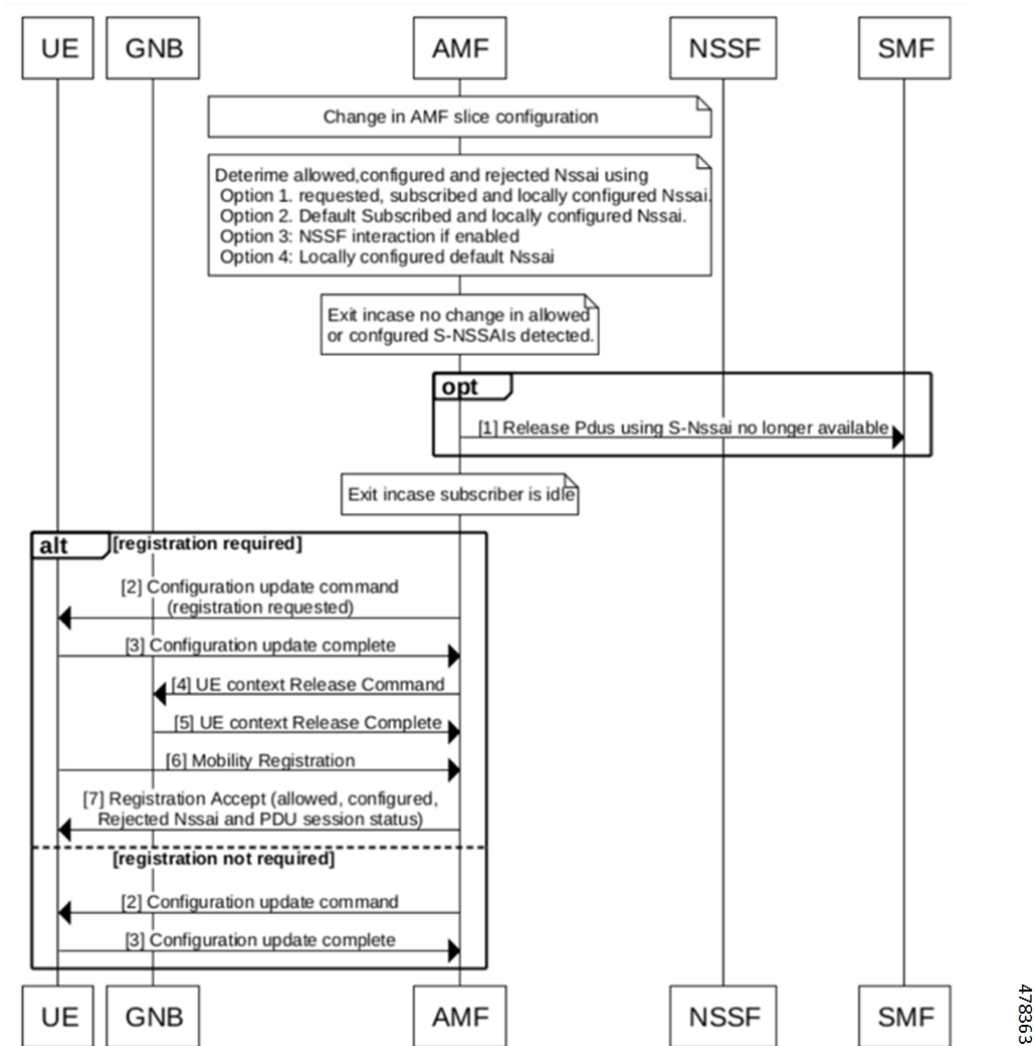 UE GNB AMF NSSF SMF
Change in AMF slice configuration
Deterime allowed,configured and rejected Nssai using
Option 1. requested, subscribed and locally configured Nssai.
Option 2. Default Subscribed and locally configured Nssai.
Option 3: NSSF interaction if enabled
Option 4: Locally configured default Nssai
Exit incase no change in allowed
or confgured S-NSSAIs detected.
opt
[1] Release Pdus using S-Nssai no longer available
Exit incase subscriber is idle
alt [registration required]
[2] Configuration update command
(registration requested)
[3] Configuration update complete
[4] UE context Release Command
[5] UE context Release Complete
[6] Mobility Registration
[7] Registration Accept (allowed, configured,
Rejected Nssai and PDU session status)
[registration not required]
[2] Configuration update command
[3] Configuration update complete
UE GNB AMF NSSF SMF
478363